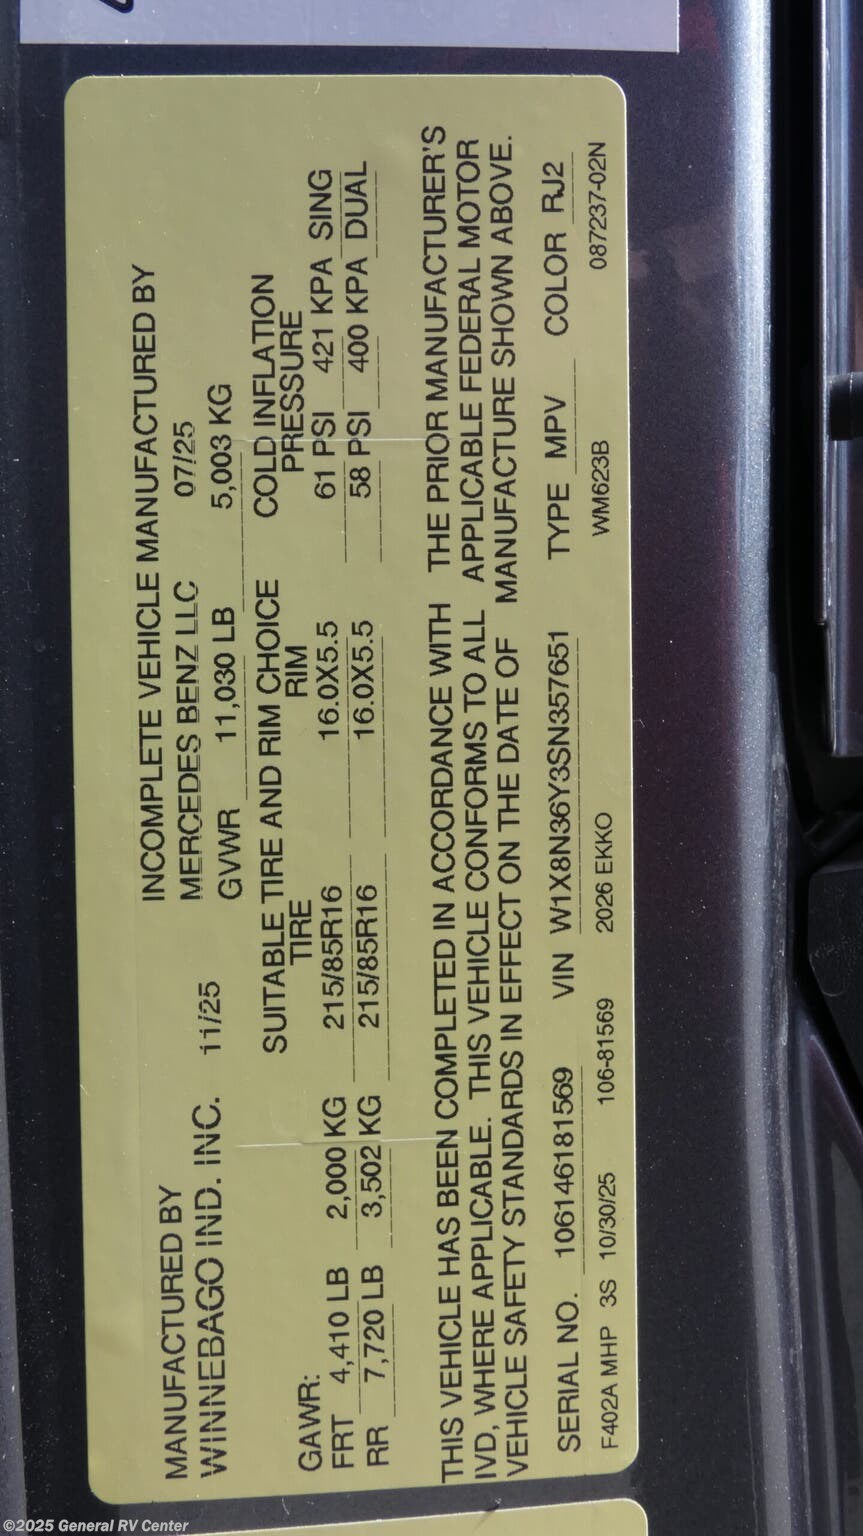 MANUFACTURED BY
WINNEBAGO IND. INC. 11/25
INCOMPLETE VEHICLE MANUFACTURED BY
MERCEDES BENZ LLC 07/25
GVWR 11,030 LB 5,003 KG
SUITABLE TIRE AND RIM CHOICE
GAWR: TIRE RIM COLD INFLATION PRESSURE
FRT 4,410 LB 2,000 KG 215/85R16 16.0X5.5 61 PSI 421 KPA SING
RR 7,720 LB 3,502 KG 215/85R16 16.0X5.5 58 PSI 400 KPA DUAL
THIS VEHICLE HAS BEEN COMPLETED IN ACCORDANCE WITH THE PRIOR MANUFACTURER'S
IVD, WHERE APPLICABLE. THIS VEHICLE CONFORMS TO ALL APPLICABLE FEDERAL MOTOR
VEHICLE SAFETY STANDARDS IN EFFECT ON THE DATE OF MANUFACTURE SHOWN ABOVE.
SERIAL NO. 106146181569 VIN W1X8N36Y3SN357651 TYPE MPV COLOR RJ2
F402A MHP 3S 10/30/25 106-81569 2026 EKKO WM623B 087237-02N
©2025 General RV Center